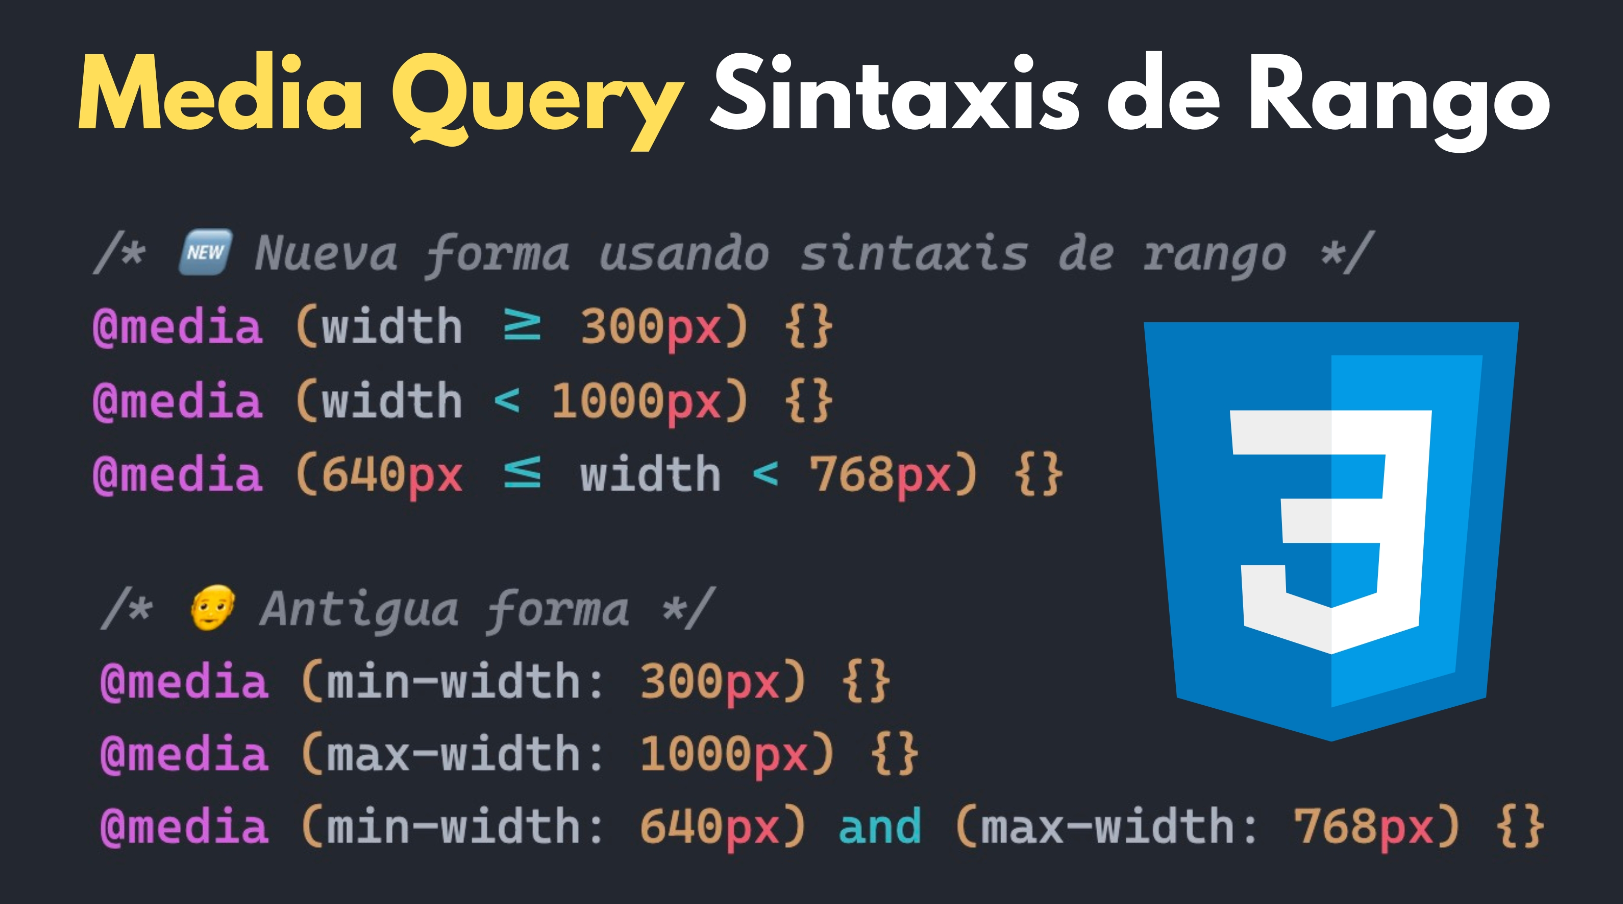 Media Query Sintaxis de Rango
/* 🆕 Nueva forma usando sintaxis de rango */
@media (width ≥ 300px) {}
@media (width < 1000px) {}
@media (640px ≤ width < 768px) {}
/* 👴 Antigua forma */
@media (min-width: 300px) {}
@media (max-width: 1000px) {}
@media (min-width: 640px) and (max-width: 768px) {}
3